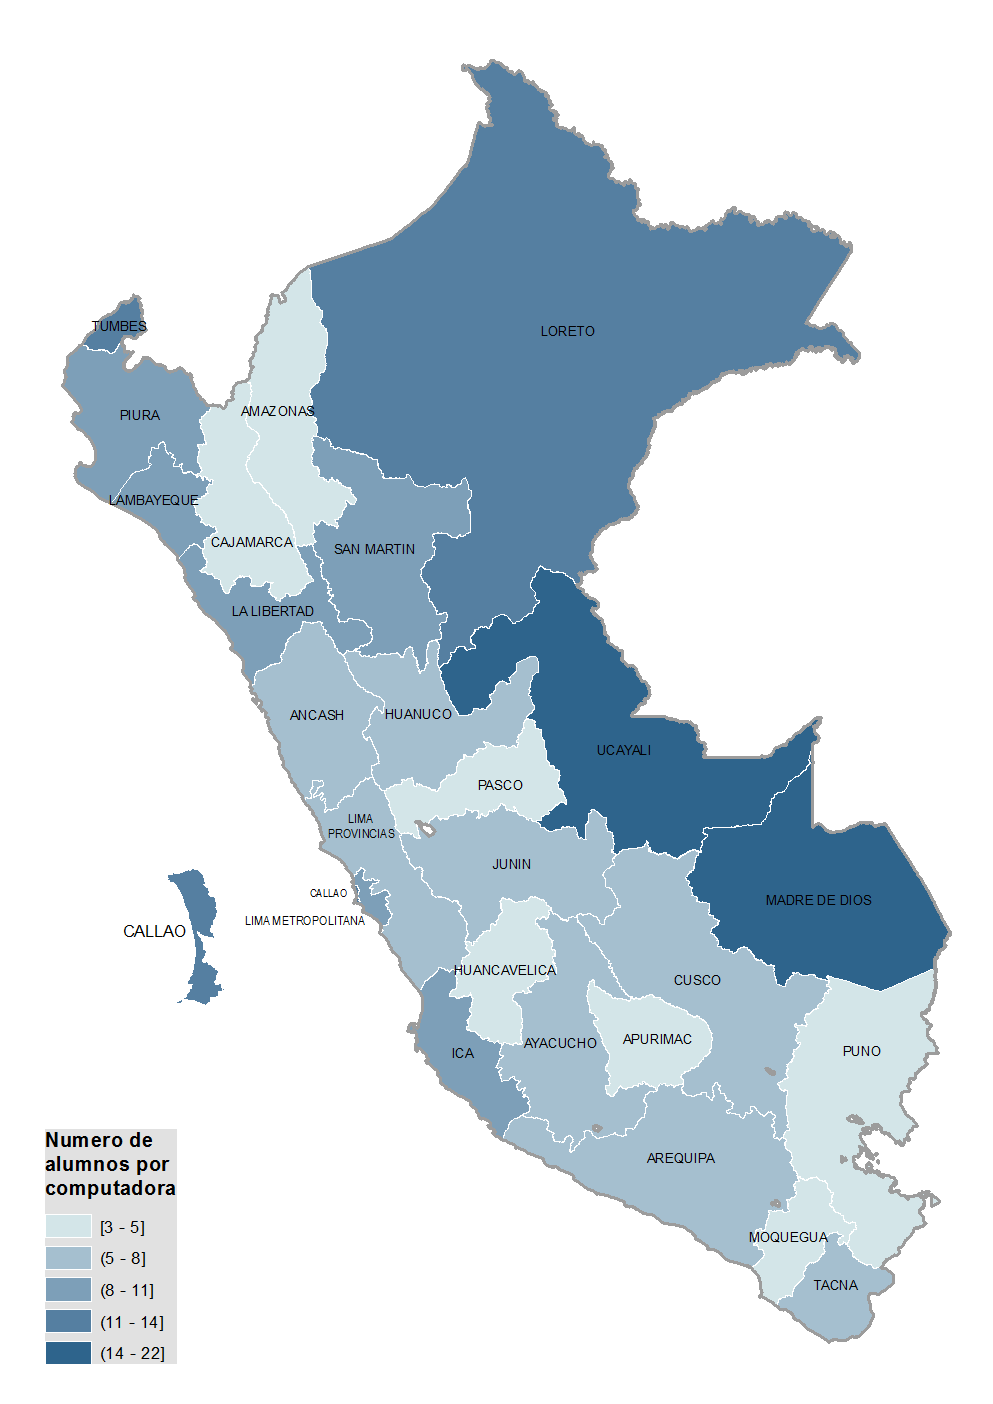 LORETO
TUMBES
AMAZONAS
PIURA
LAMBAYEQUE
CAJAMARCA
SAN MARTIN
LA LIBERTAD
ANCASH
HUANUCO
UCAYALI
PASCO
LIMA
PROVINCIAS
JUNIN
CALLAO
MADRE DE DIOS
LIMA METROPOLITANA
CALLAO
HUANCAVELICA
CUSCO
APURIMAC
AYACUCHO
ICA
PUNO
AREQUIPA
MOQUEGUA
TACNA
Numero de
alumnos por
computadora
[3 - 5]
(5 - 8]
(8 - 11]
(11 - 14]
(14 - 22]